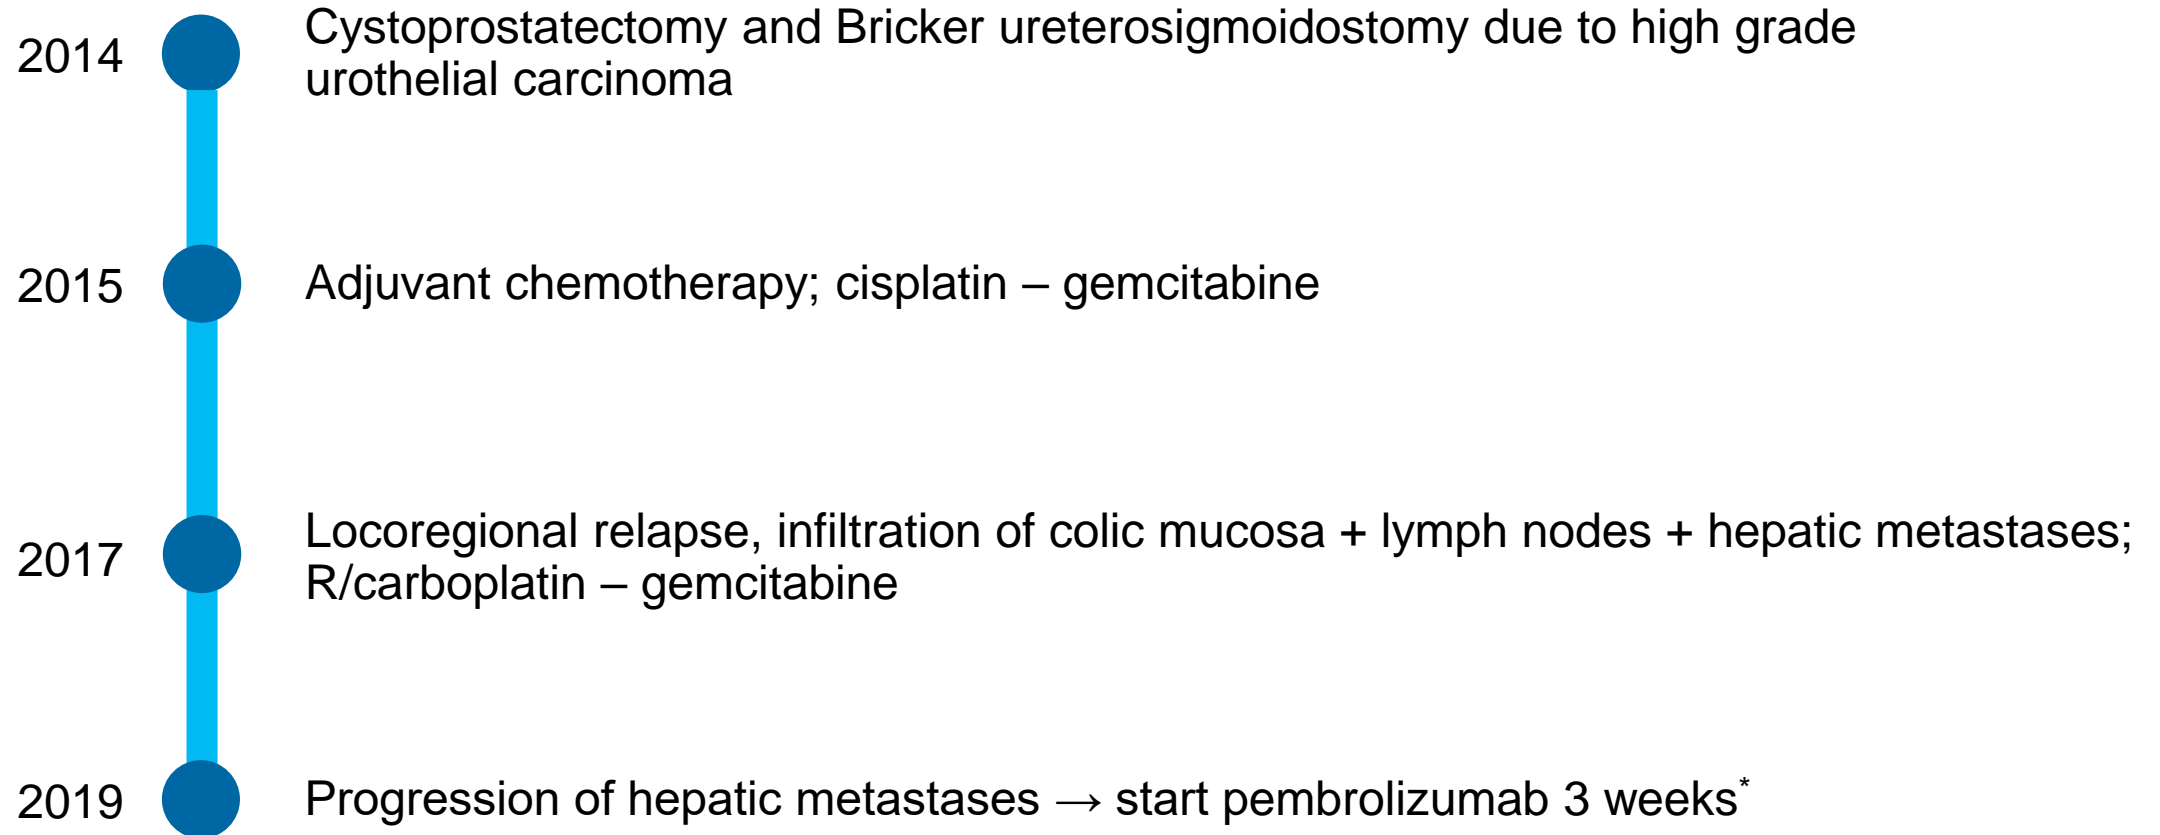 2014
Cystoprostatectomy and Bricker ureterosigmoidostomy due to high grade
urothelial carcinoma
2015
Adjuvant chemotherapy; cisplatin – gemcitabine
2017
Locoregional relapse, infiltration of colic mucosa + lymph nodes + hepatic metastases;
R/carboplatin – gemcitabine
2019
Progression of hepatic metastases → start pembrolizumab 3 weeks*